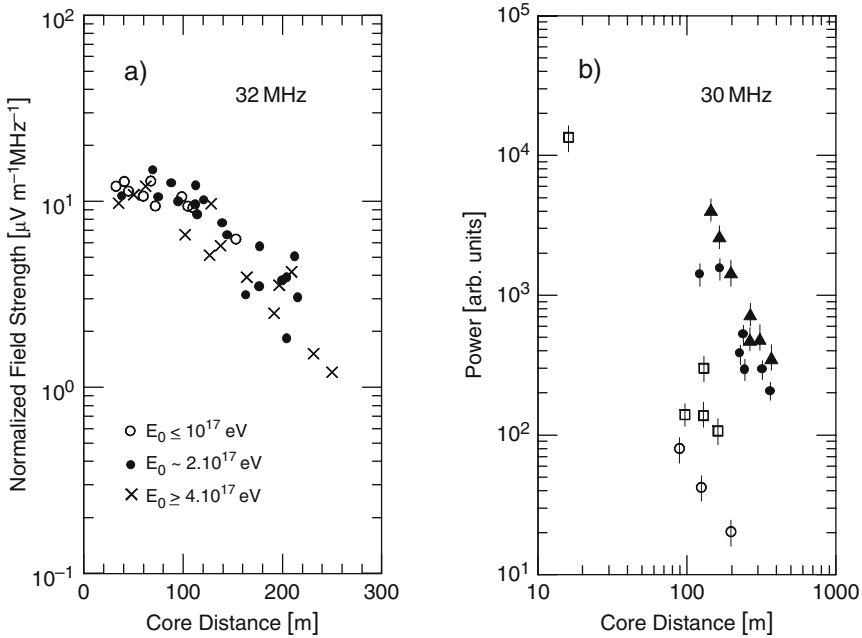 a)
32 MHz
Normalized Field Strength [μV m⁻¹MHz⁻¹]
10²
10¹
10⁰
10⁻¹
E₀ ≤ 10¹⁷ eV
E₀ ~ 2.10¹⁷ eV
E₀ ≥ 4.10¹⁷ eV
0 100 200 300
Core Distance [m]
b)
30 MHz
Power [arb. units]
10⁵
10⁴
10³
10²
10¹
10 100 1000
Core Distance [m]